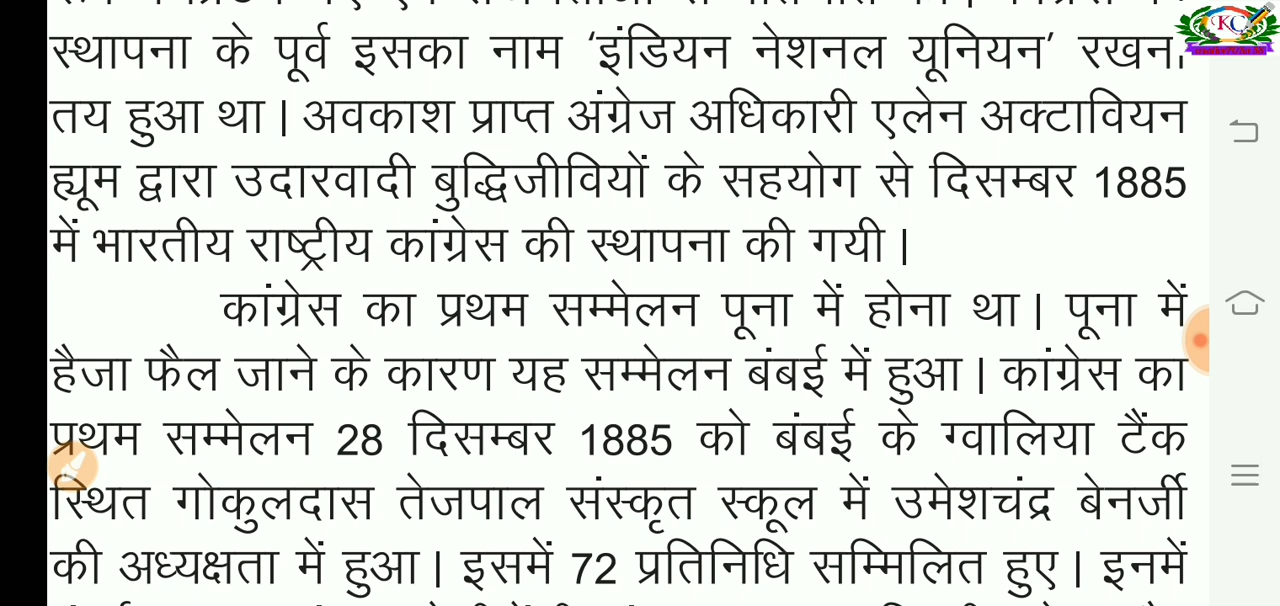 स्थापना के पूर्व इसका नाम ‘इंडियन नेशनल यूनियन’ रखना
तय हुआ था | अवकाश प्राप्त अंग्रेज अधिकारी एलेन अक्टावियन
ह्यूम द्वारा उदारवादी बुद्धिजीवियों के सहयोग से दिसम्बर 1885
में भारतीय राष्ट्रीय कांग्रेस की स्थापना की गयी |
कांग्रेस का प्रथम सम्मेलन पूना में होना था | पूना में
हैजा फैल जाने के कारण यह सम्मेलन बंबई में हुआ | कांग्रेस का
प्रथम सम्मेलन 28 दिसम्बर 1885 को बंबई के ग्वालिया टैंक
स्थित गोकुलदास तेजपाल संस्कृत स्कूल में उमेशचंद्र बेनर्जी
की अध्यक्षता में हुआ | इसमें 72 प्रतिनिधि सम्मिलित हुए | इनमें
KC